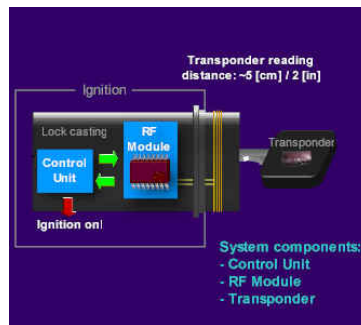 Transponder reading
distance: ~5 [cm] / 2 [in]
Ignition
Lock casting
RF
Module
Control
Unit
Transponder
Ignition on!
System components:
- Control Unit
- RF Module
- Transponder